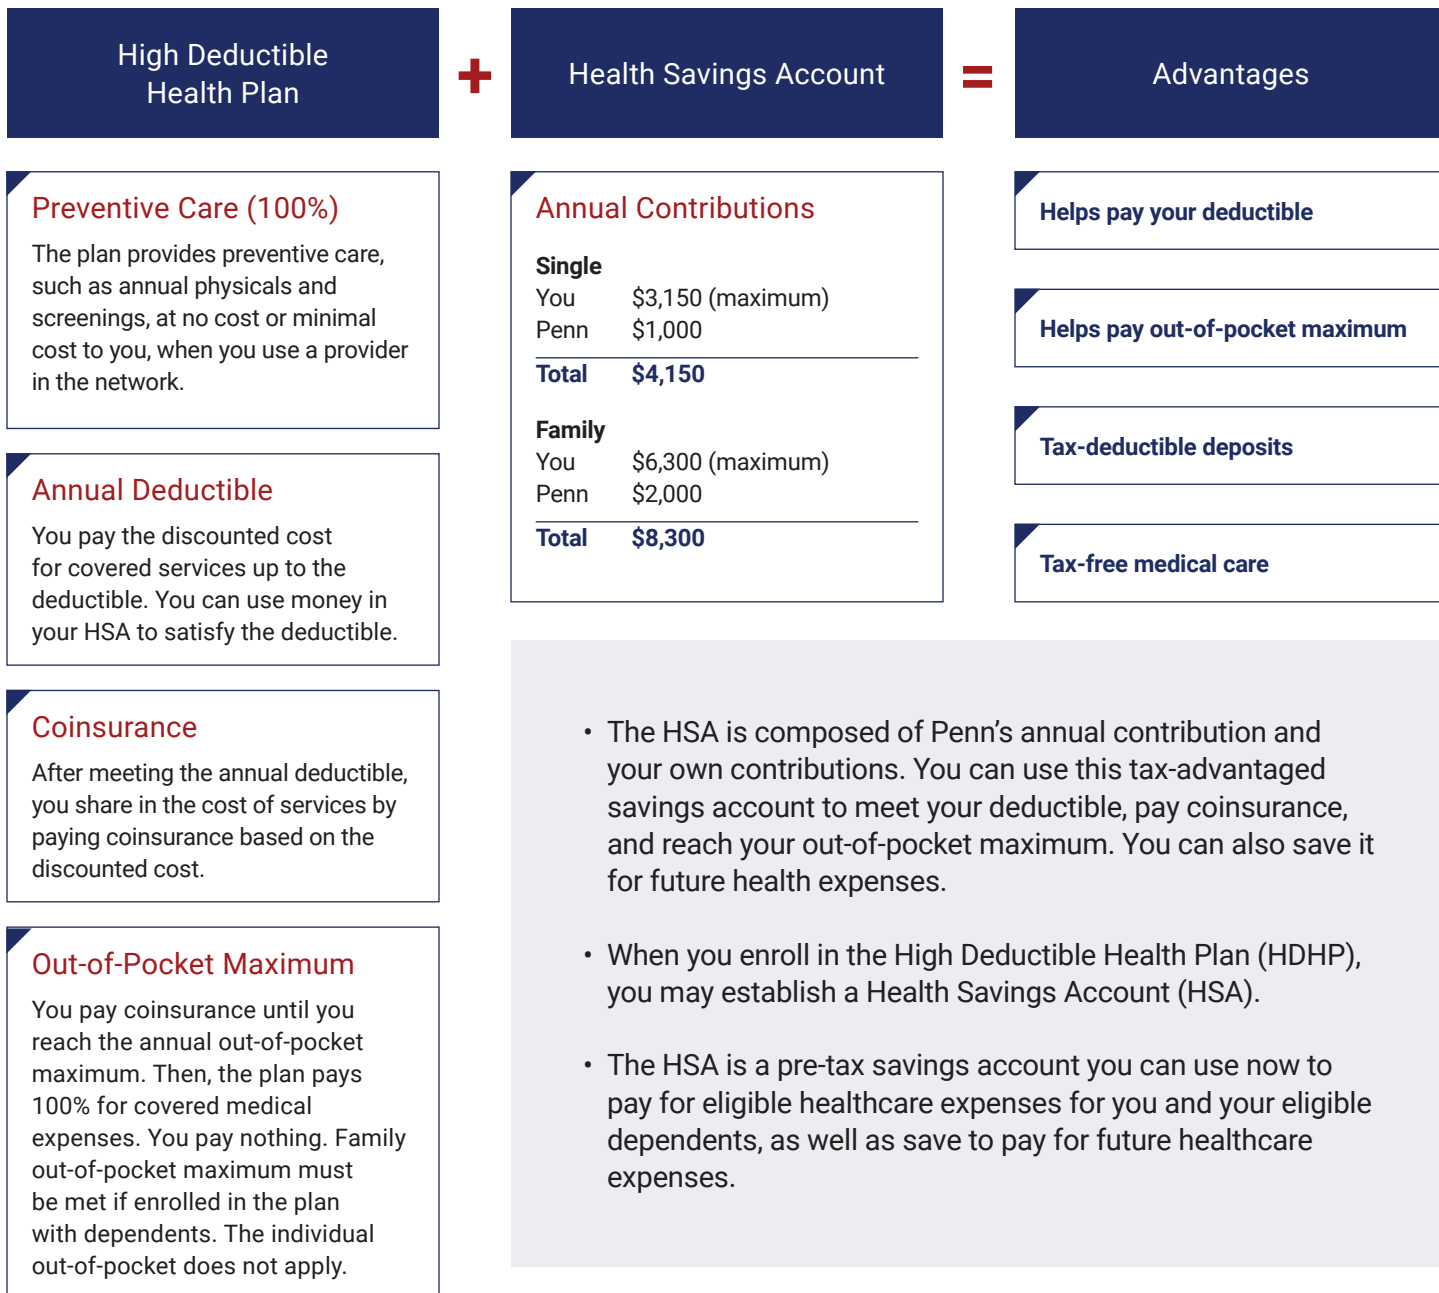 High Deductible
Health Plan
+
Health Savings Account
=
Advantages
Preventive Care (100%)
The plan provides preventive care,
such as annual physicals and
screenings, at no cost or minimal
cost to you, when you use a provider
in the network.
Annual Deductible
You pay the discounted cost
for covered services up to the
deductible. You can use money in
your HSA to satisfy the deductible.
Coinsurance
After meeting the annual deductible,
you share in the cost of services by
paying coinsurance based on the
discounted cost.
Out-of-Pocket Maximum
You pay coinsurance until you
reach the annual out-of-pocket
maximum. Then, the plan pays
100% for covered medical
expenses. You pay nothing. Family
out-of-pocket maximum must
be met if enrolled in the plan
with dependents. The individual
out-of-pocket does not apply.
Annual Contributions
Single
You $3,150 (maximum)
Penn $1,000
Total $4,150
Family
You $6,300 (maximum)
Penn $2,000
Total $8,300
Helps pay your deductible
Helps pay out-of-pocket maximum
Tax-deductible deposits
Tax-free medical care
• The HSA is composed of Penn’s annual contribution and
your own contributions. You can use this tax-advantaged
savings account to meet your deductible, pay coinsurance,
and reach your out-of-pocket maximum. You can also save it
for future health expenses.
• When you enroll in the High Deductible Health Plan (HDHP),
you may establish a Health Savings Account (HSA).
• The HSA is a pre-tax savings account you can use now to
pay for eligible healthcare expenses for you and your eligible
dependents, as well as save to pay for future healthcare
expenses.